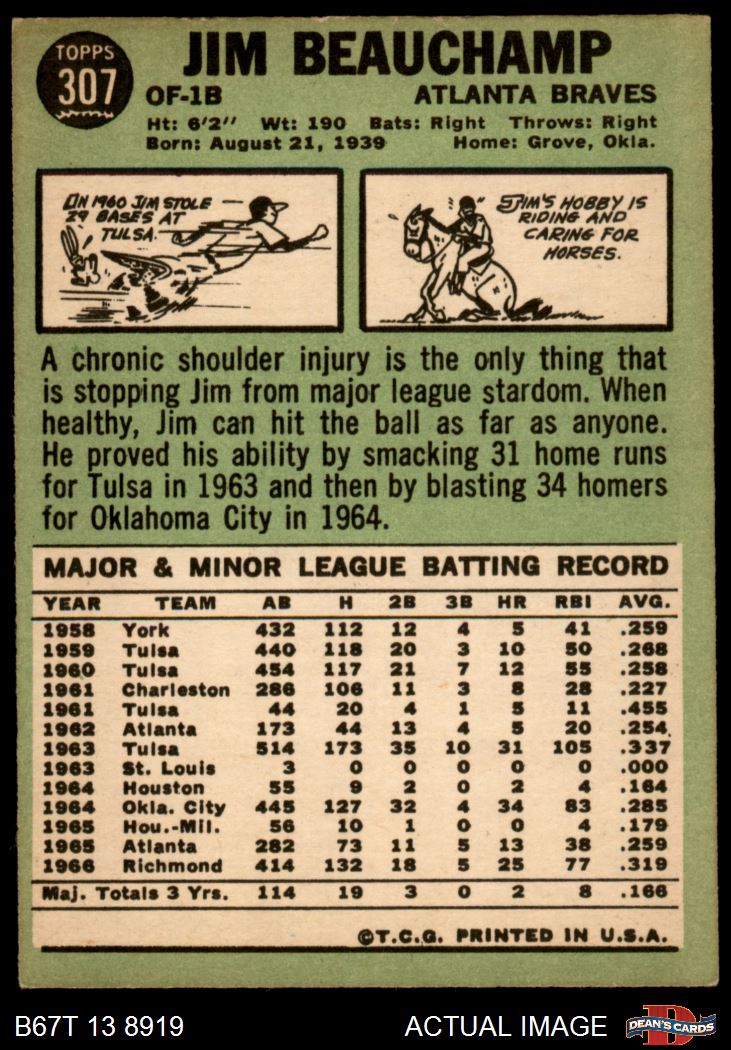 TOPPS
307
JIM BEAUCHAMP
OF-1B ATLANTA BRAVES
Ht: 6'2" Wt: 190 Bats: Right Throws: Right
Born: August 21, 1939 Home: Grove, Okla.
IN 1960 JIM STOLE
29 BASES AT
TULSA.
JIM'S HOBBY IS
RIDING AND
CARING FOR
HORSES.
A chronic shoulder injury is the only thing that
is stopping Jim from major league stardom. When
healthy, Jim can hit the ball as far as anyone.
He proved his ability by smacking 31 home runs
for Tulsa in 1963 and then by blasting 34 homers
for Oklahoma City in 1964.
MAJOR & MINOR LEAGUE BATTING RECORD
YEAR TEAM AB H 2B 3B HR RBI AVG.
1958 York 432 112 12 4 5 41 .259
1959 Tulsa 440 118 20 3 10 50 .268
1960 Tulsa 454 117 21 7 12 55 .258
1961 Charleston 286 106 11 3 8 28 .227
1961 Tulsa 44 20 4 1 5 11 .455
1962 Atlanta 173 44 13 4 5 20 .254
1963 Tulsa 514 173 35 10 31 105 .337
1963 St. Louis 3 0 0 0 0 0 .000
1964 Houston 55 9 2 0 2 4 .164
1964 Okla. City 445 127 32 4 34 83 .285
1965 Hou.-Mil. 56 10 1 0 0 4 .179
1965 Atlanta 282 73 11 5 13 38 .259
1966 Richmond 414 132 18 5 25 77 .319
Maj. Totals 3 Yrs. 114 19 3 0 2 8 .166
©T.C.G. PRINTED IN U.S.A.
B67T 13 8919 ACTUAL IMAGE
D
DEAN'S CARDS